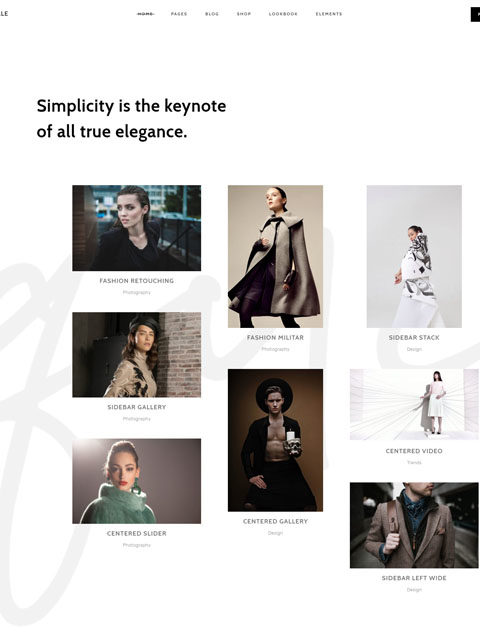 LE
HOME PAGES BLOG SHOP LOOKBOOK ELEMENTS
Simplicity is the keynote
of all true elegance.
FASHION RETOUCHING
Photography
FASHION MILITAR
Photography
SIDEBAR STACK
Design
SIDEBAR GALLERY
Photography
CENTERED VIDEO
Trends
CENTERED GALLERY
Design
CENTERED SLIDER
Photography
SIDEBAR LEFT WIDE
Design